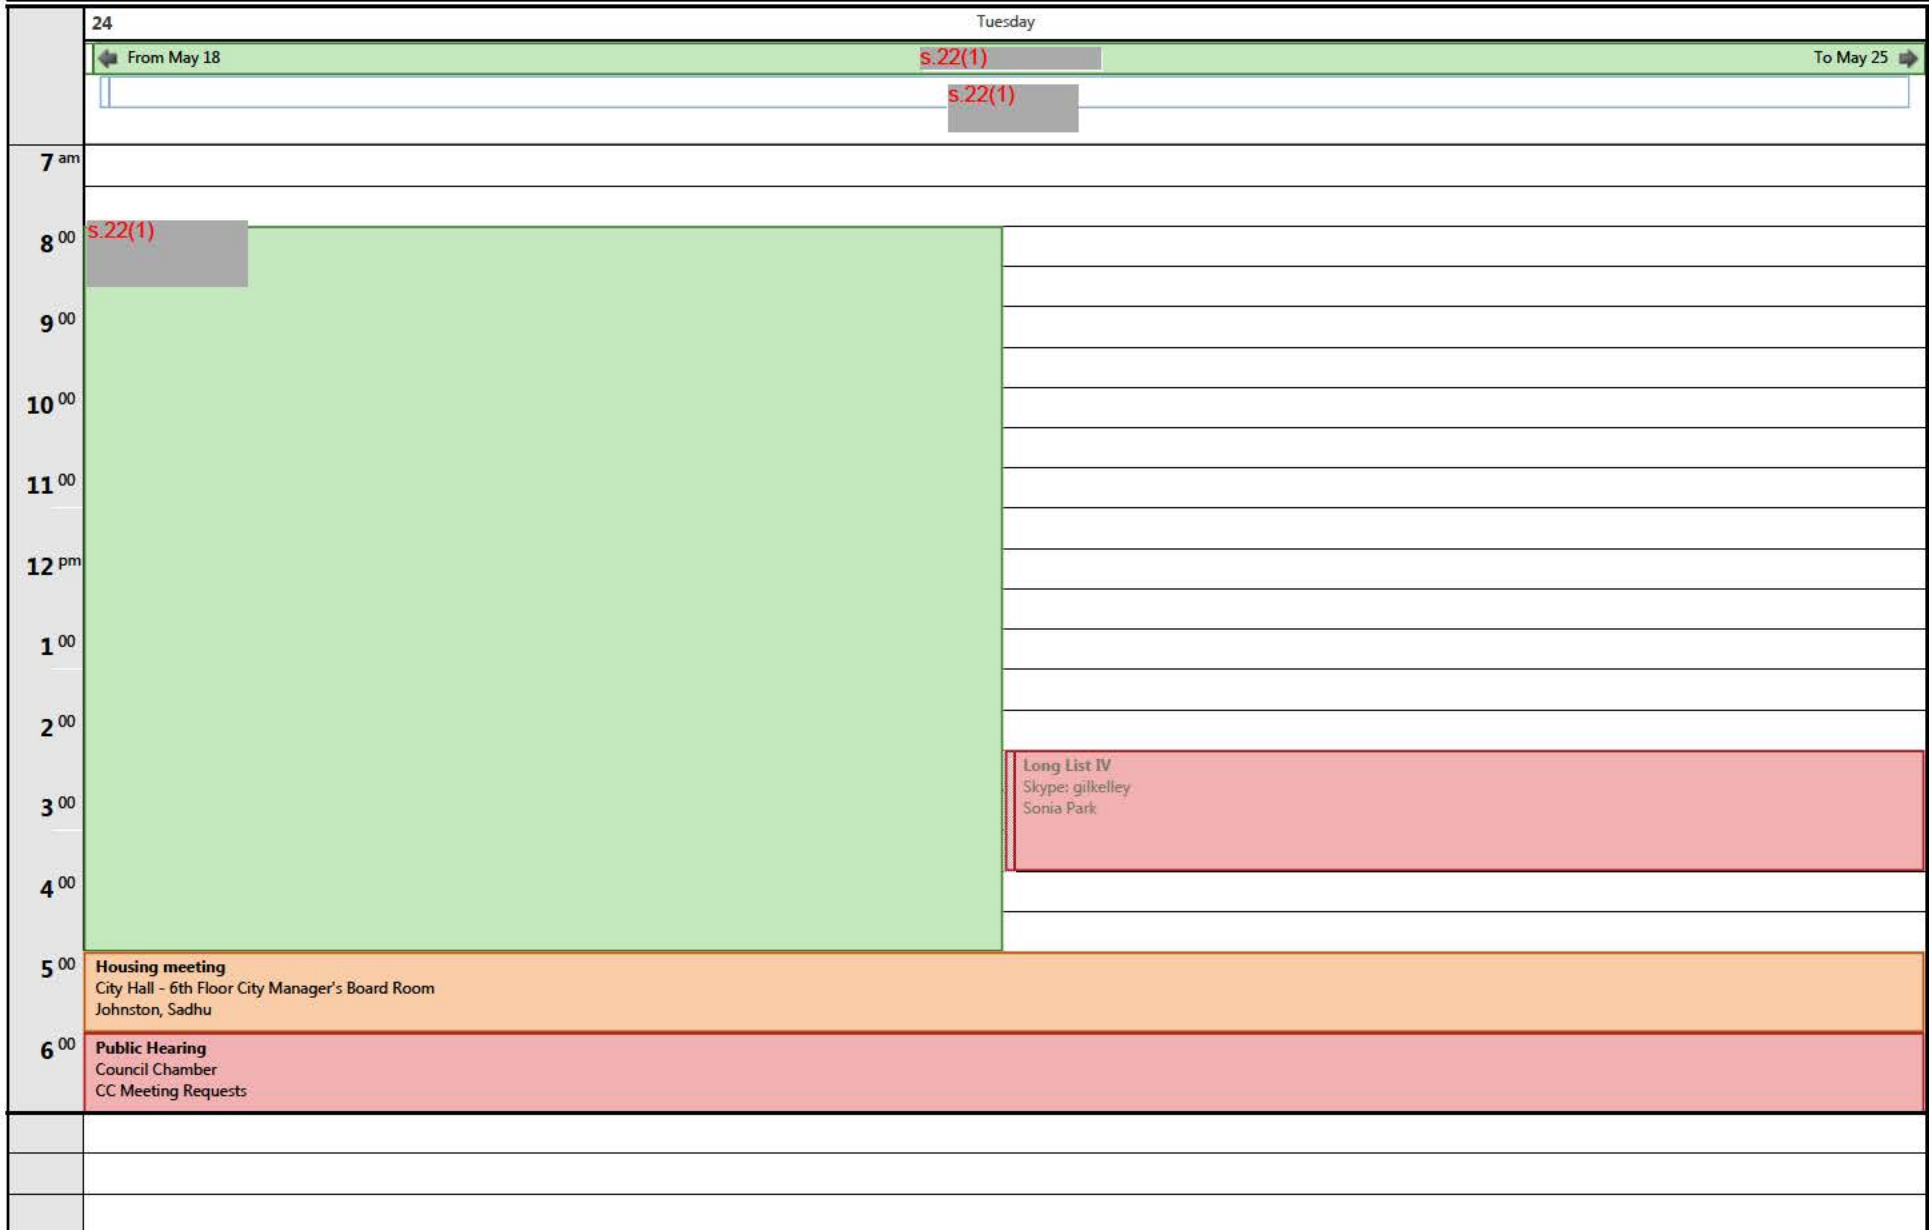 24 Tuesday
From May 18 s.22(1) To May 25
s.22(1)
7 am
s.22(1)
8 00
9 00
10 00
11 00
12 pm
1 00
2 00
Long List IV
Skype: gilkelley
Sonia Park
3 00
4 00
5 00
Housing meeting
City Hall - 6th Floor City Manager's Board Room
Johnston, Sadhu
6 00
Public Hearing
Council Chamber
CC Meeting Requests